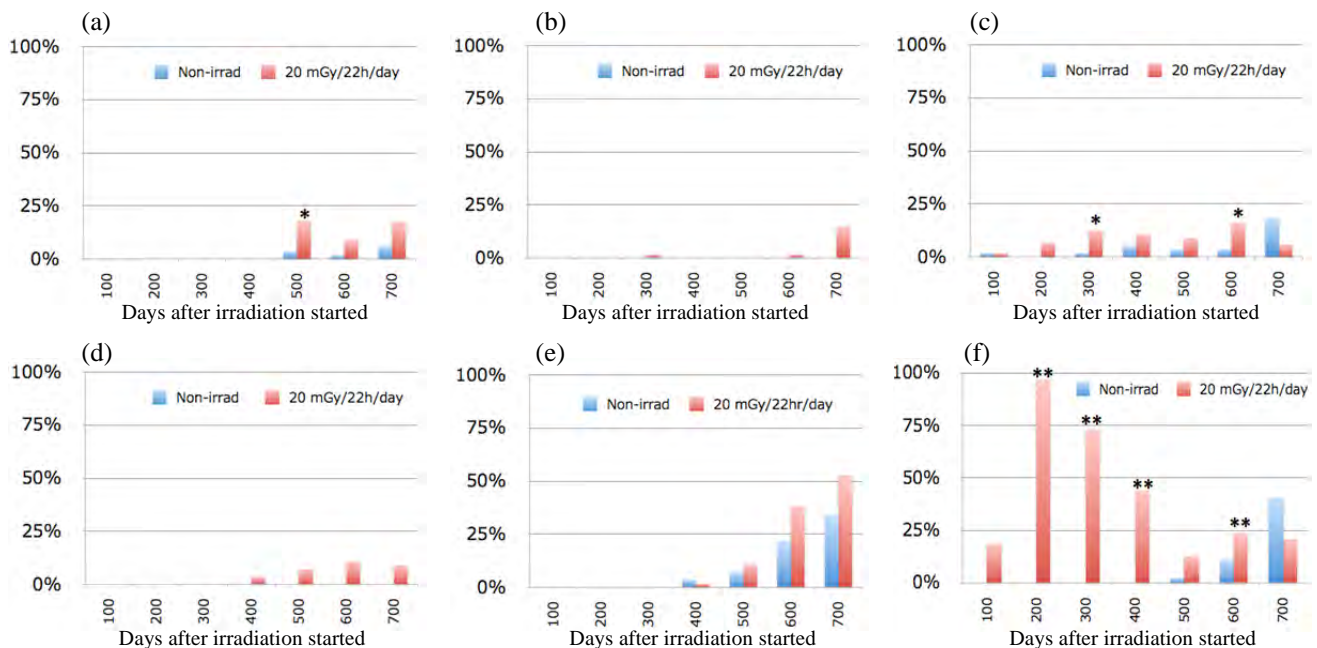 (a)
100%
75%
50%
25%
0%
Non-irrad 20 mGy/22h/day
*
100 200 300 400 500 600 700
Days after irradiation started
(b)
100%
75%
50%
25%
0%
Non-irrad 20 mGy/22h/day
100 200 300 400 500 600 700
Days after irradiation started
(c)
100%
75%
50%
25%
0%
Non-irrad 20 mGy/22h/day
* *
100 200 300 400 500 600 700
Days after irradiation started
(d)
100%
75%
50%
25%
0%
Non-irrad 20 mGy/22h/day
100 200 300 400 500 600 700
Days after irradiation started
(e)
100%
75%
50%
25%
0%
Non-irrad 20 mGy/22hr/day
100 200 300 400 500 600 700
Days after irradiation started
(f)
100%
75%
50%
25%
0%
Non-irrad 20 mGy/22h/day
** ** ** **
100 200 300 400 500 600 700
Days after irradiation started